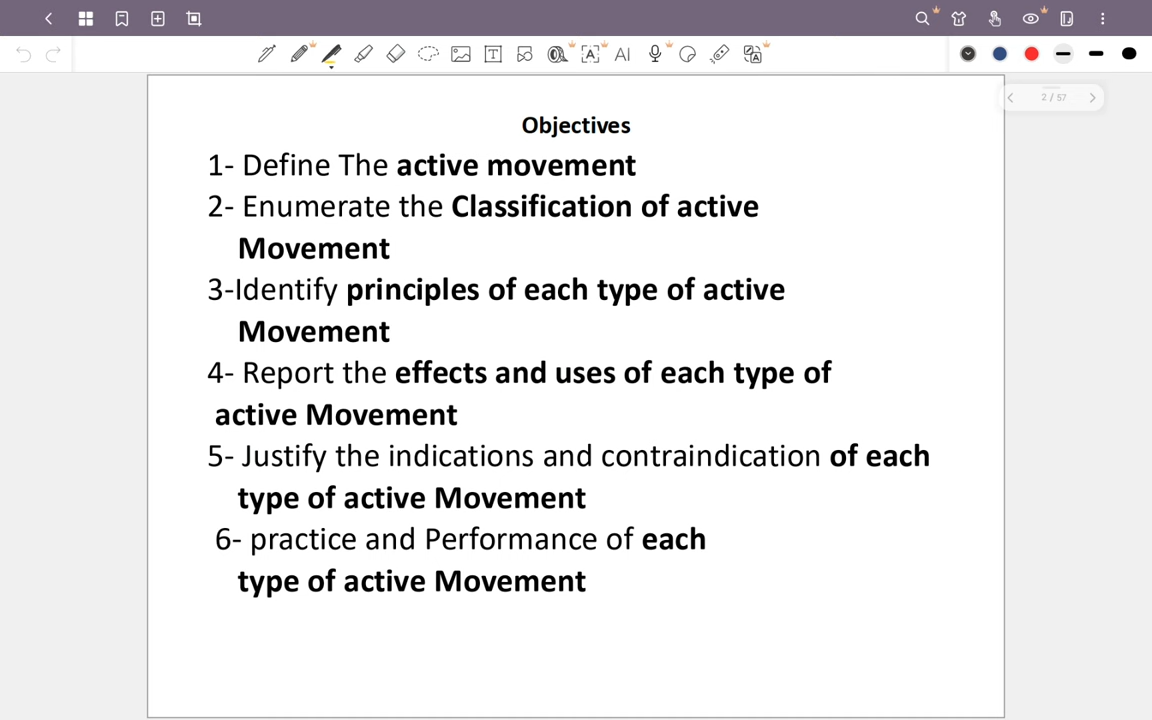 2 / 57
Objectives
1- Define The active movement
2- Enumerate the Classification of active
Movement
3-Identify principles of each type of active
Movement
4- Report the effects and uses of each type of
active Movement
5- Justify the indications and contraindication of each
type of active Movement
6- practice and Performance of each
type of active Movement